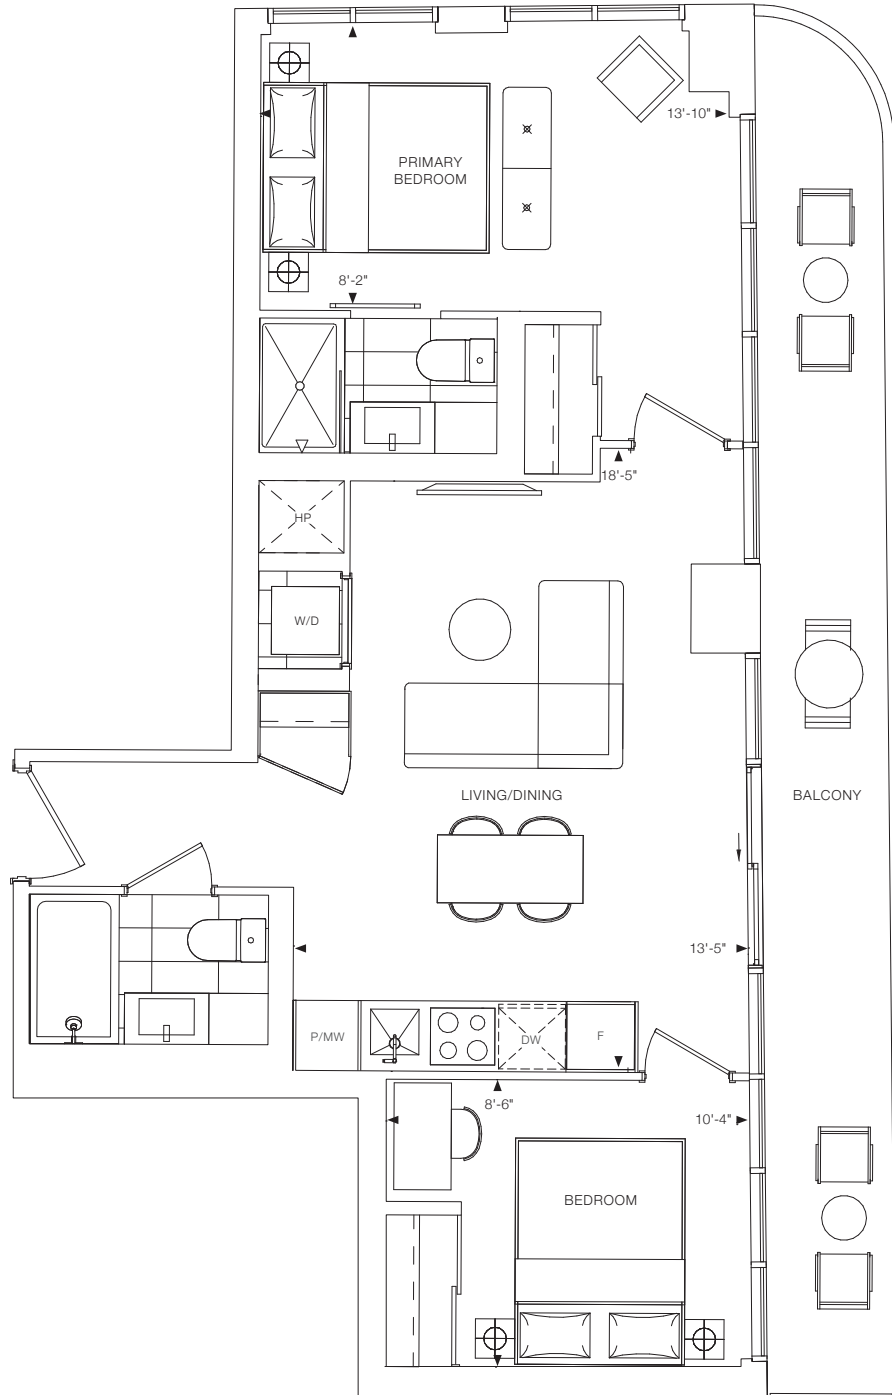 13'-10"
PRIMARY
BEDROOM
8'-2"
18'-5"
HP
W/D
LIVING/DINING
BALCONY
13'-5"
P/MW
DW
F
8'-6"
10'-4"
BEDROOM